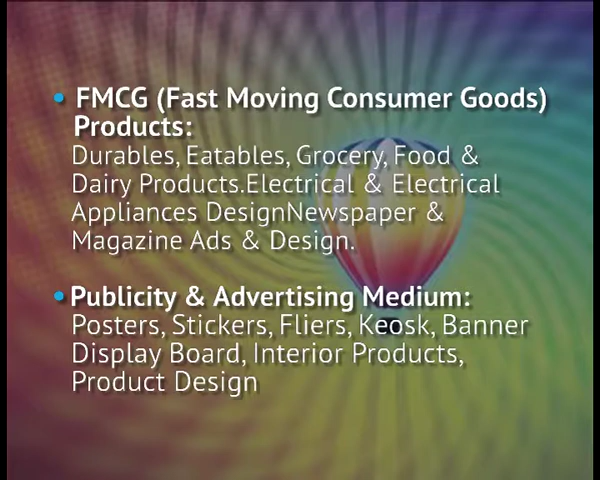 • FMCG (Fast Moving Consumer Goods)
Products:
Durables, Eatables, Grocery, Food &
Dairy Products.Electrical & Electrical
Appliances DesignNewspaper &
Magazine Ads & Design.
• Publicity & Advertising Medium:
Posters, Stickers, Fliers, Keosk, Banner
Display Board, Interior Products,
Product Design